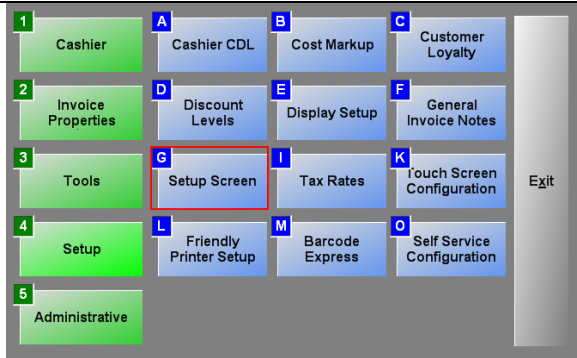 1
Cashier
A
Cashier CDL
B
Cost Markup
C
Customer
Loyalty
2
Invoice
Properties
D
Discount
Levels
E
Display Setup
F
General
Invoice Notes
3
Tools
G
Setup Screen
I
Tax Rates
K
Touch Screen
Configuration
Exit
4
Setup
L
Friendly
Printer Setup
M
Barcode
Express
O
Self Service
Configuration
5
Administrative